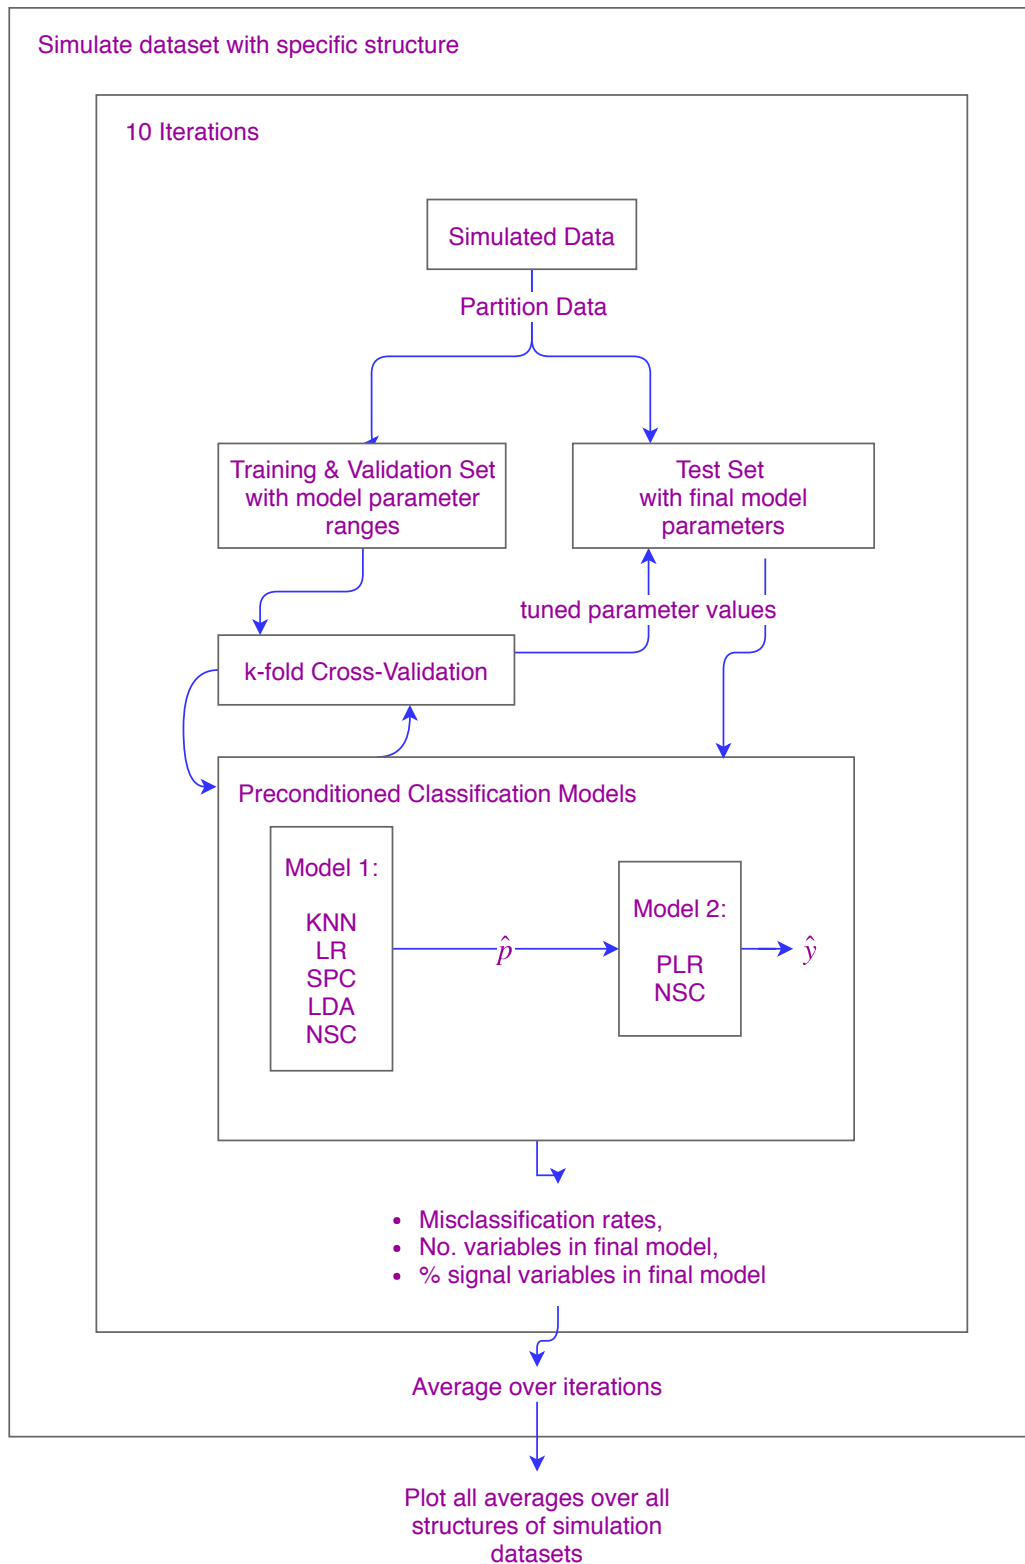 Simulate dataset with specific structure
10 Iterations
Simulated Data
Partition Data
Training & Validation Set
with model parameter
ranges
Test Set
with final model
parameters
tuned parameter values
k-fold Cross-Validation
Preconditioned Classification Models
Model 1:
KNN
LR
SPC
LDA
NSC
p̂
Model 2:
PLR
NSC
ŷ
• Misclassification rates,
• No. variables in final model,
• % signal variables in final model
Average over iterations
Plot all averages over all
structures of simulation
datasets